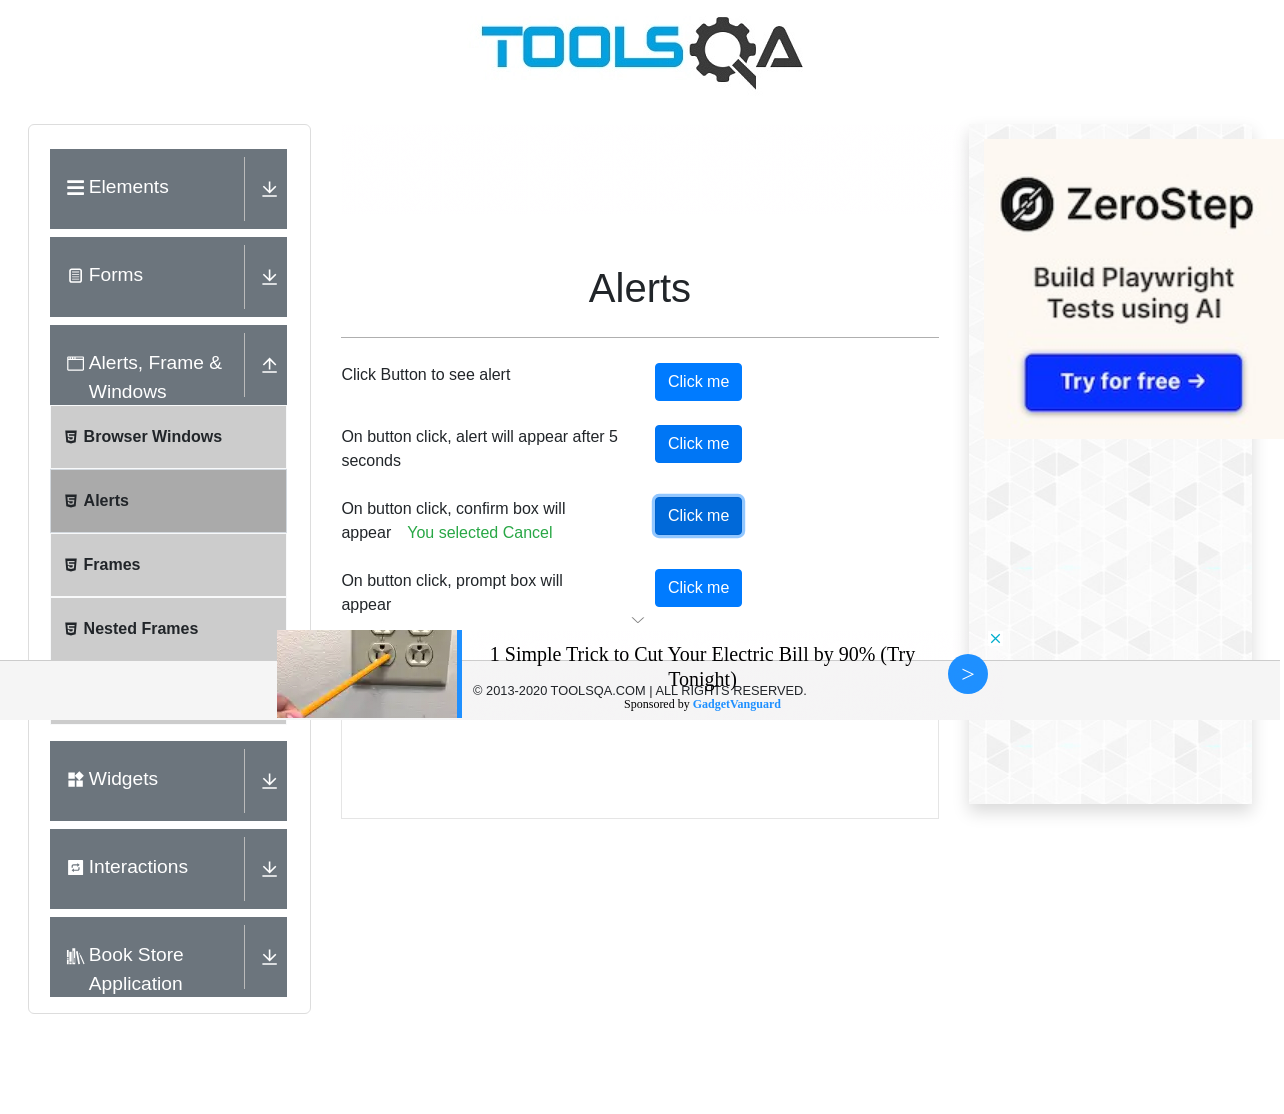 TOOLSQA
Elements
Forms
Alerts, Frame &
Windows
Browser Windows
Alerts
Frames
Nested Frames
Widgets
Interactions
Book Store
Application
Alerts
Click Button to see alert
Click me
On button click, alert will appear after 5
seconds
Click me
On button click, confirm box will
appear You selected Cancel
Click me
On button click, prompt box will
appear
Click me
ZeroStep
Build Playwright
Tests using AI
Try for free →
1 Simple Trick to Cut Your Electric Bill by 90% (Try
Tonight)
© 2013-2020 TOOLSQA.COM | ALL RIGHTS RESERVED.
Sponsored by GadgetVanguard
>